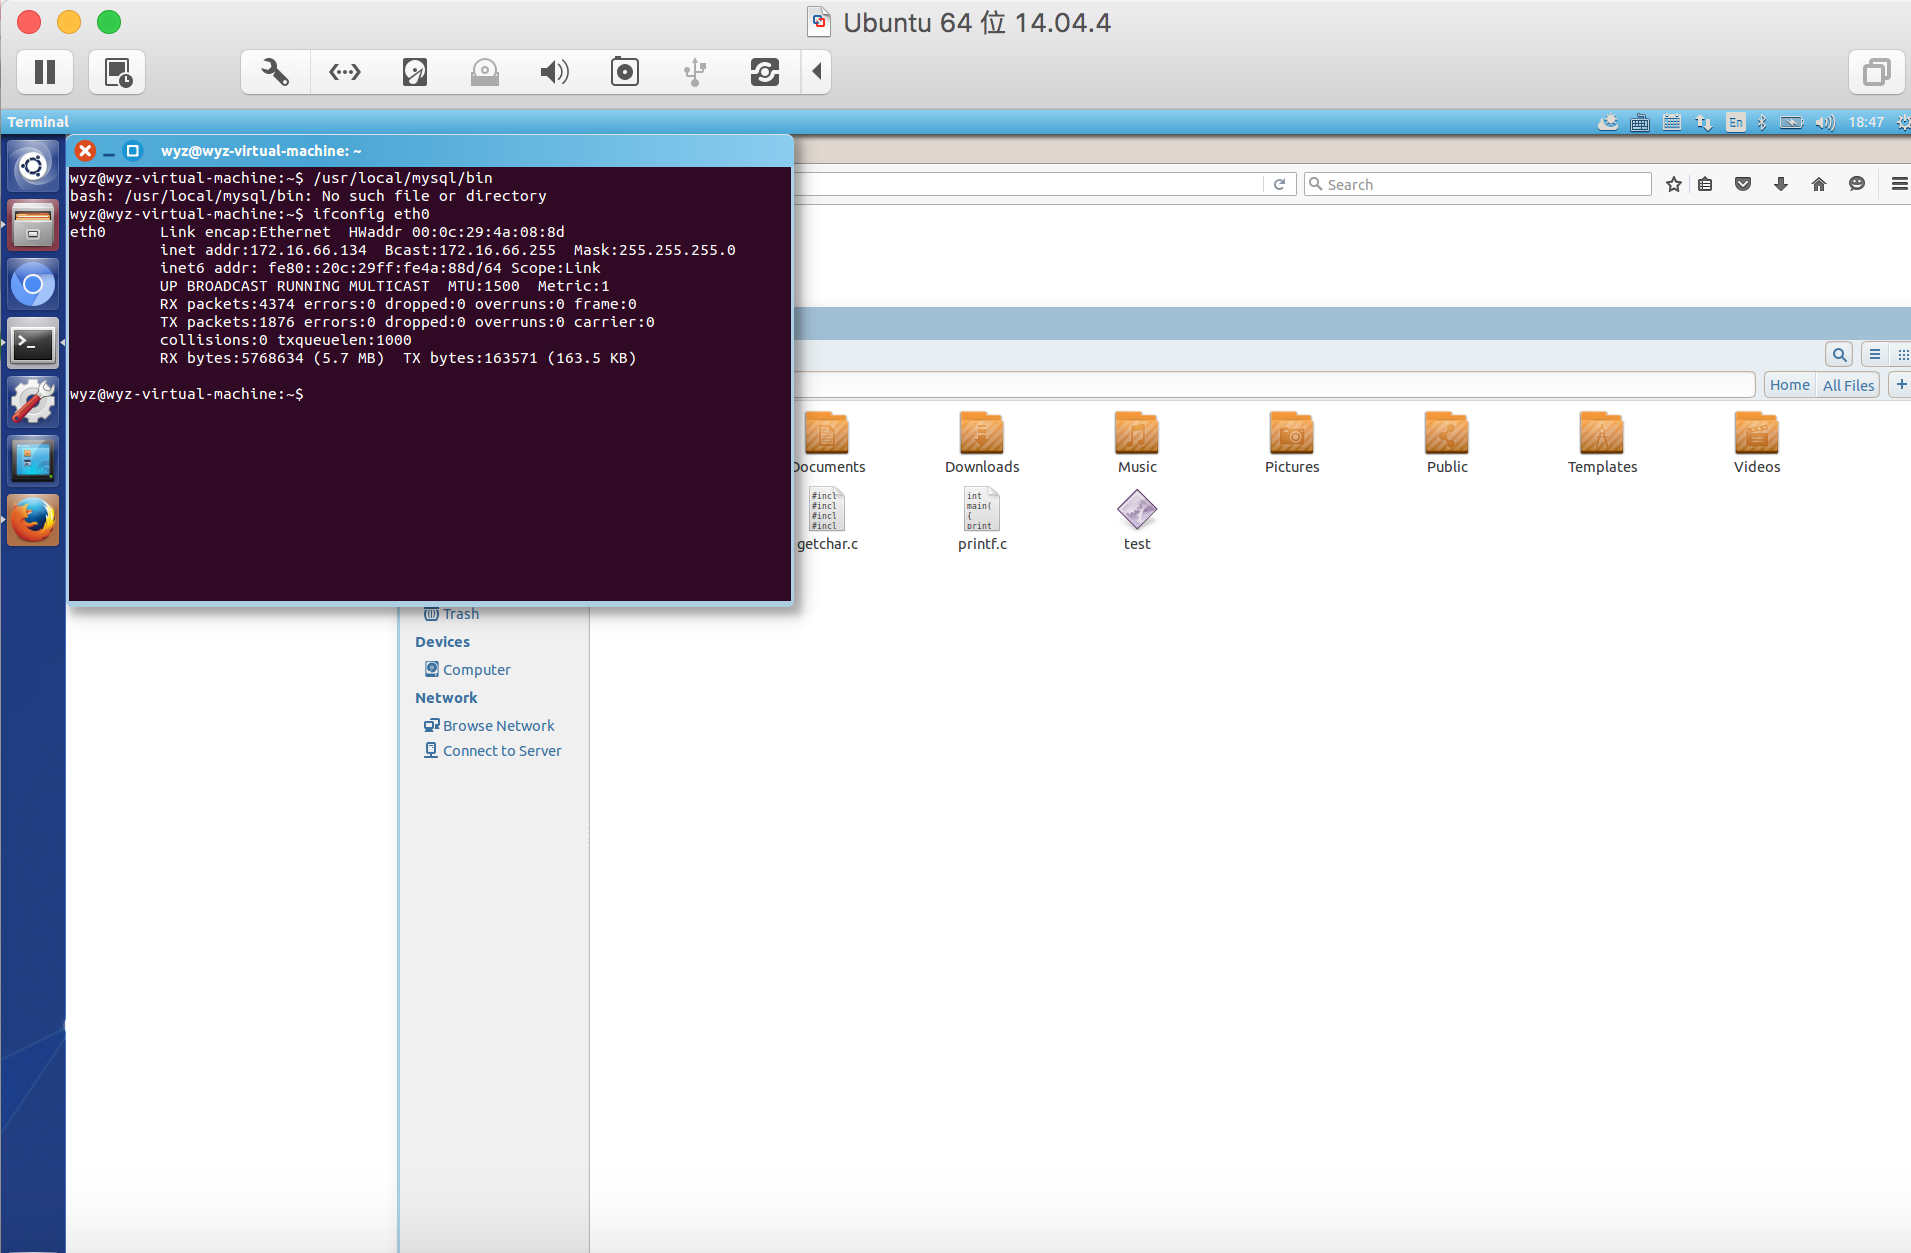 Ubuntu 64 位 14.04.4
Terminal
En
18:47
wyz@wyz-virtual-machine: ~
wyz@wyz-virtual-machine:~$ /usr/local/mysql/bin
bash: /usr/local/mysql/bin: No such file or directory
wyz@wyz-virtual-machine:~$ ifconfig eth0
eth0      Link encap:Ethernet  HWaddr 00:0c:29:4a:08:8d
          inet addr:172.16.66.134  Bcast:172.16.66.255  Mask:255.255.255.0
          inet6 addr: fe80::20c:29ff:fe4a:88d/64 Scope:Link
          UP BROADCAST RUNNING MULTICAST  MTU:1500  Metric:1
          RX packets:4374 errors:0 dropped:0 overruns:0 frame:0
          TX packets:1876 errors:0 dropped:0 overruns:0 carrier:0
          collisions:0 txqueuelen:1000
          RX bytes:5768634 (5.7 MB)  TX bytes:163571 (163.5 KB)
wyz@wyz-virtual-machine:~$
Search
Home
All Files
Documents
Downloads
Music
Pictures
Public
Templates
Videos
#incl
#incl
#incl
#incl
int
main(
{
print
getchar.c
printf.c
test
Trash
Devices
Computer
Network
Browse Network
Connect to Server